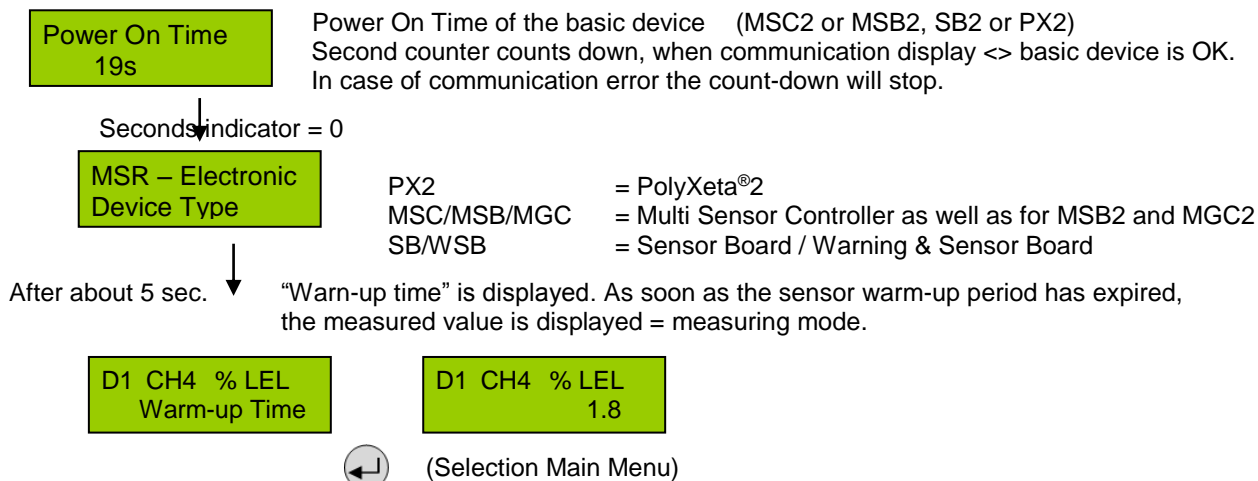 Power On Time
19s
Power On Time of the basic device (MSC2 or MSB2, SB2 or PX2)
Second counter counts down, when communication display <> basic device is OK.
In case of communication error the count-down will stop.
Seconds indicator = 0
MSR – Electronic
Device Type
PX2 = PolyXeta®2
MSC/MSB/MGC = Multi Sensor Controller as well as for MSB2 and MGC2
SB/WSB = Sensor Board / Warning & Sensor Board
After about 5 sec. “Warn-up time” is displayed. As soon as the sensor warm-up period has expired,
the measured value is displayed = measuring mode.
D1 CH4 % LEL
Warm-up Time
D1 CH4 % LEL
1.8
(Selection Main Menu)